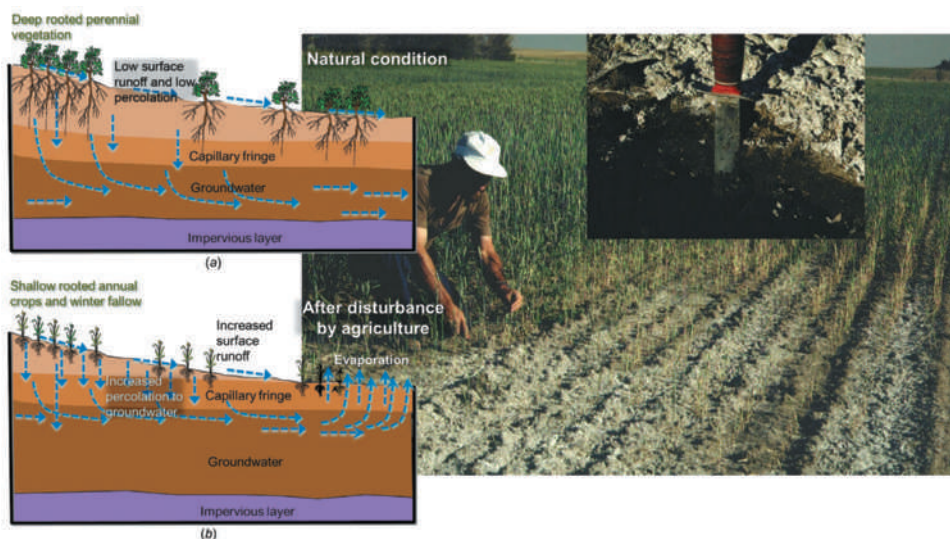 Deep rooted perennial
vegetation
Low surface
runoff and low
percolation
Capillary fringe
Groundwater
Impervious layer
(a)
Natural condition
Shallow rooted annual
crops and winter fallow
Increased
surface
runoff
Increased
percolation to
groundwater
Capillary fringe
Groundwater
Impervious layer
(b)
After disturbance
by agriculture
Evaporation